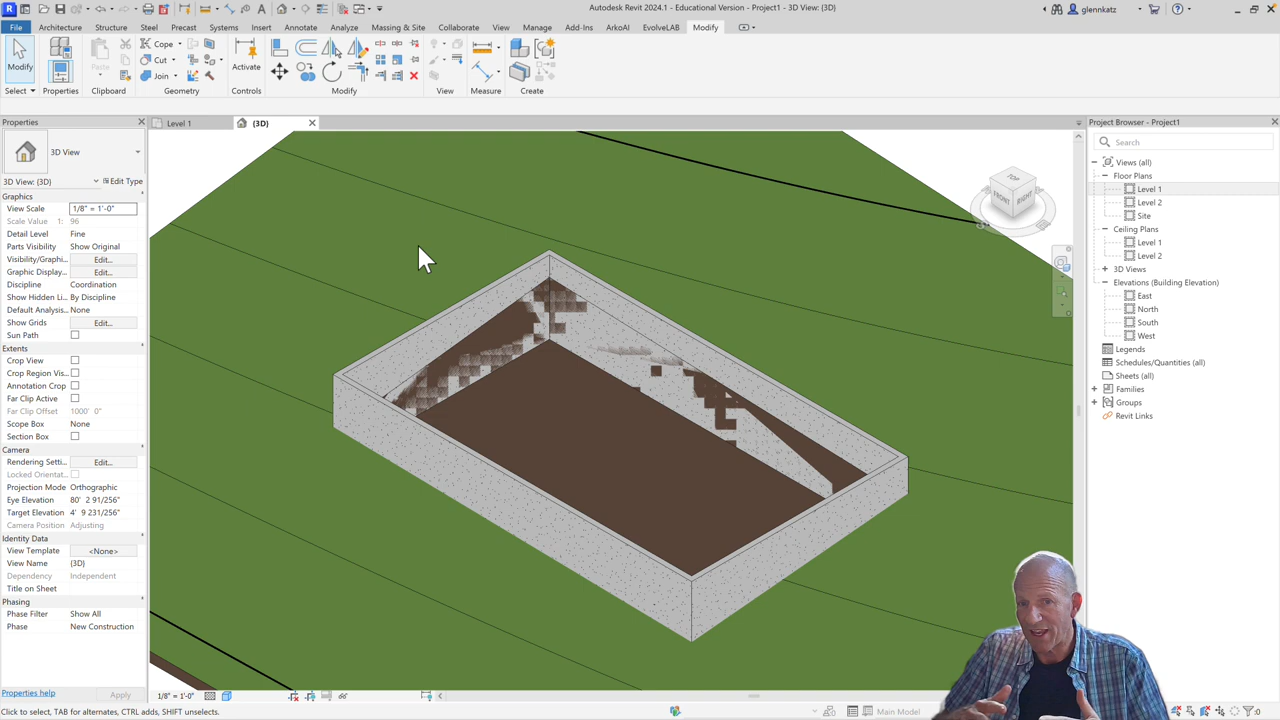 Autodesk Revit 2024.1 - Educational Version - Project1 - 3D View: {3D}
glennkatz
File Architecture Structure Steel Precast Systems Insert Annotate Analyze Massing & Site Collaborate View Manage Add-Ins ArkoAI EvolveLAB Modify
Modify Properties Paste Cope Cut Join Activate
Select Properties Clipboard Geometry Controls Modify View Measure Create
Properties
Level 1
{3D}
Project Browser - Project1
3D View
3D View: {3D} Edit Type
Graphics
View Scale 1/8" = 1'-0"
Scale Value 1: 96
Detail Level Fine
Parts Visibility Show Original
Visibility/Graphi... Edit...
Graphic Display... Edit...
Discipline Coordination
Show Hidden Li... By Discipline
Default Analysis... None
Show Grids Edit...
Sun Path
Extents
Crop View
Crop Region Vis...
Annotation Crop
Far Clip Active
Far Clip Offset 1000' 0"
Scope Box None
Section Box
Camera
Rendering Setti... Edit...
Locked Orientat...
Projection Mode Orthographic
Eye Elevation 80' 2 91/256"
Target Elevation 4' 9 231/256"
Camera Position Adjusting
Identity Data
View Template <None>
View Name {3D}
Dependency Independent
Title on Sheet
Phasing
Phase Filter Show All
Phase New Construction
Properties help Apply
TOP
FRONT
RIGHT
Search
Views (all)
Floor Plans
Level 1
Level 2
Site
Ceiling Plans
Level 1
Level 2
3D Views
Elevations (Building Elevation)
East
North
South
West
Legends
Schedules/Quantities (all)
Sheets (all)
Families
Groups
Revit Links
1/8" = 1'-0"
Click to select, TAB for alternates, CTRL adds, SHIFT unselects.
Main Model
:0